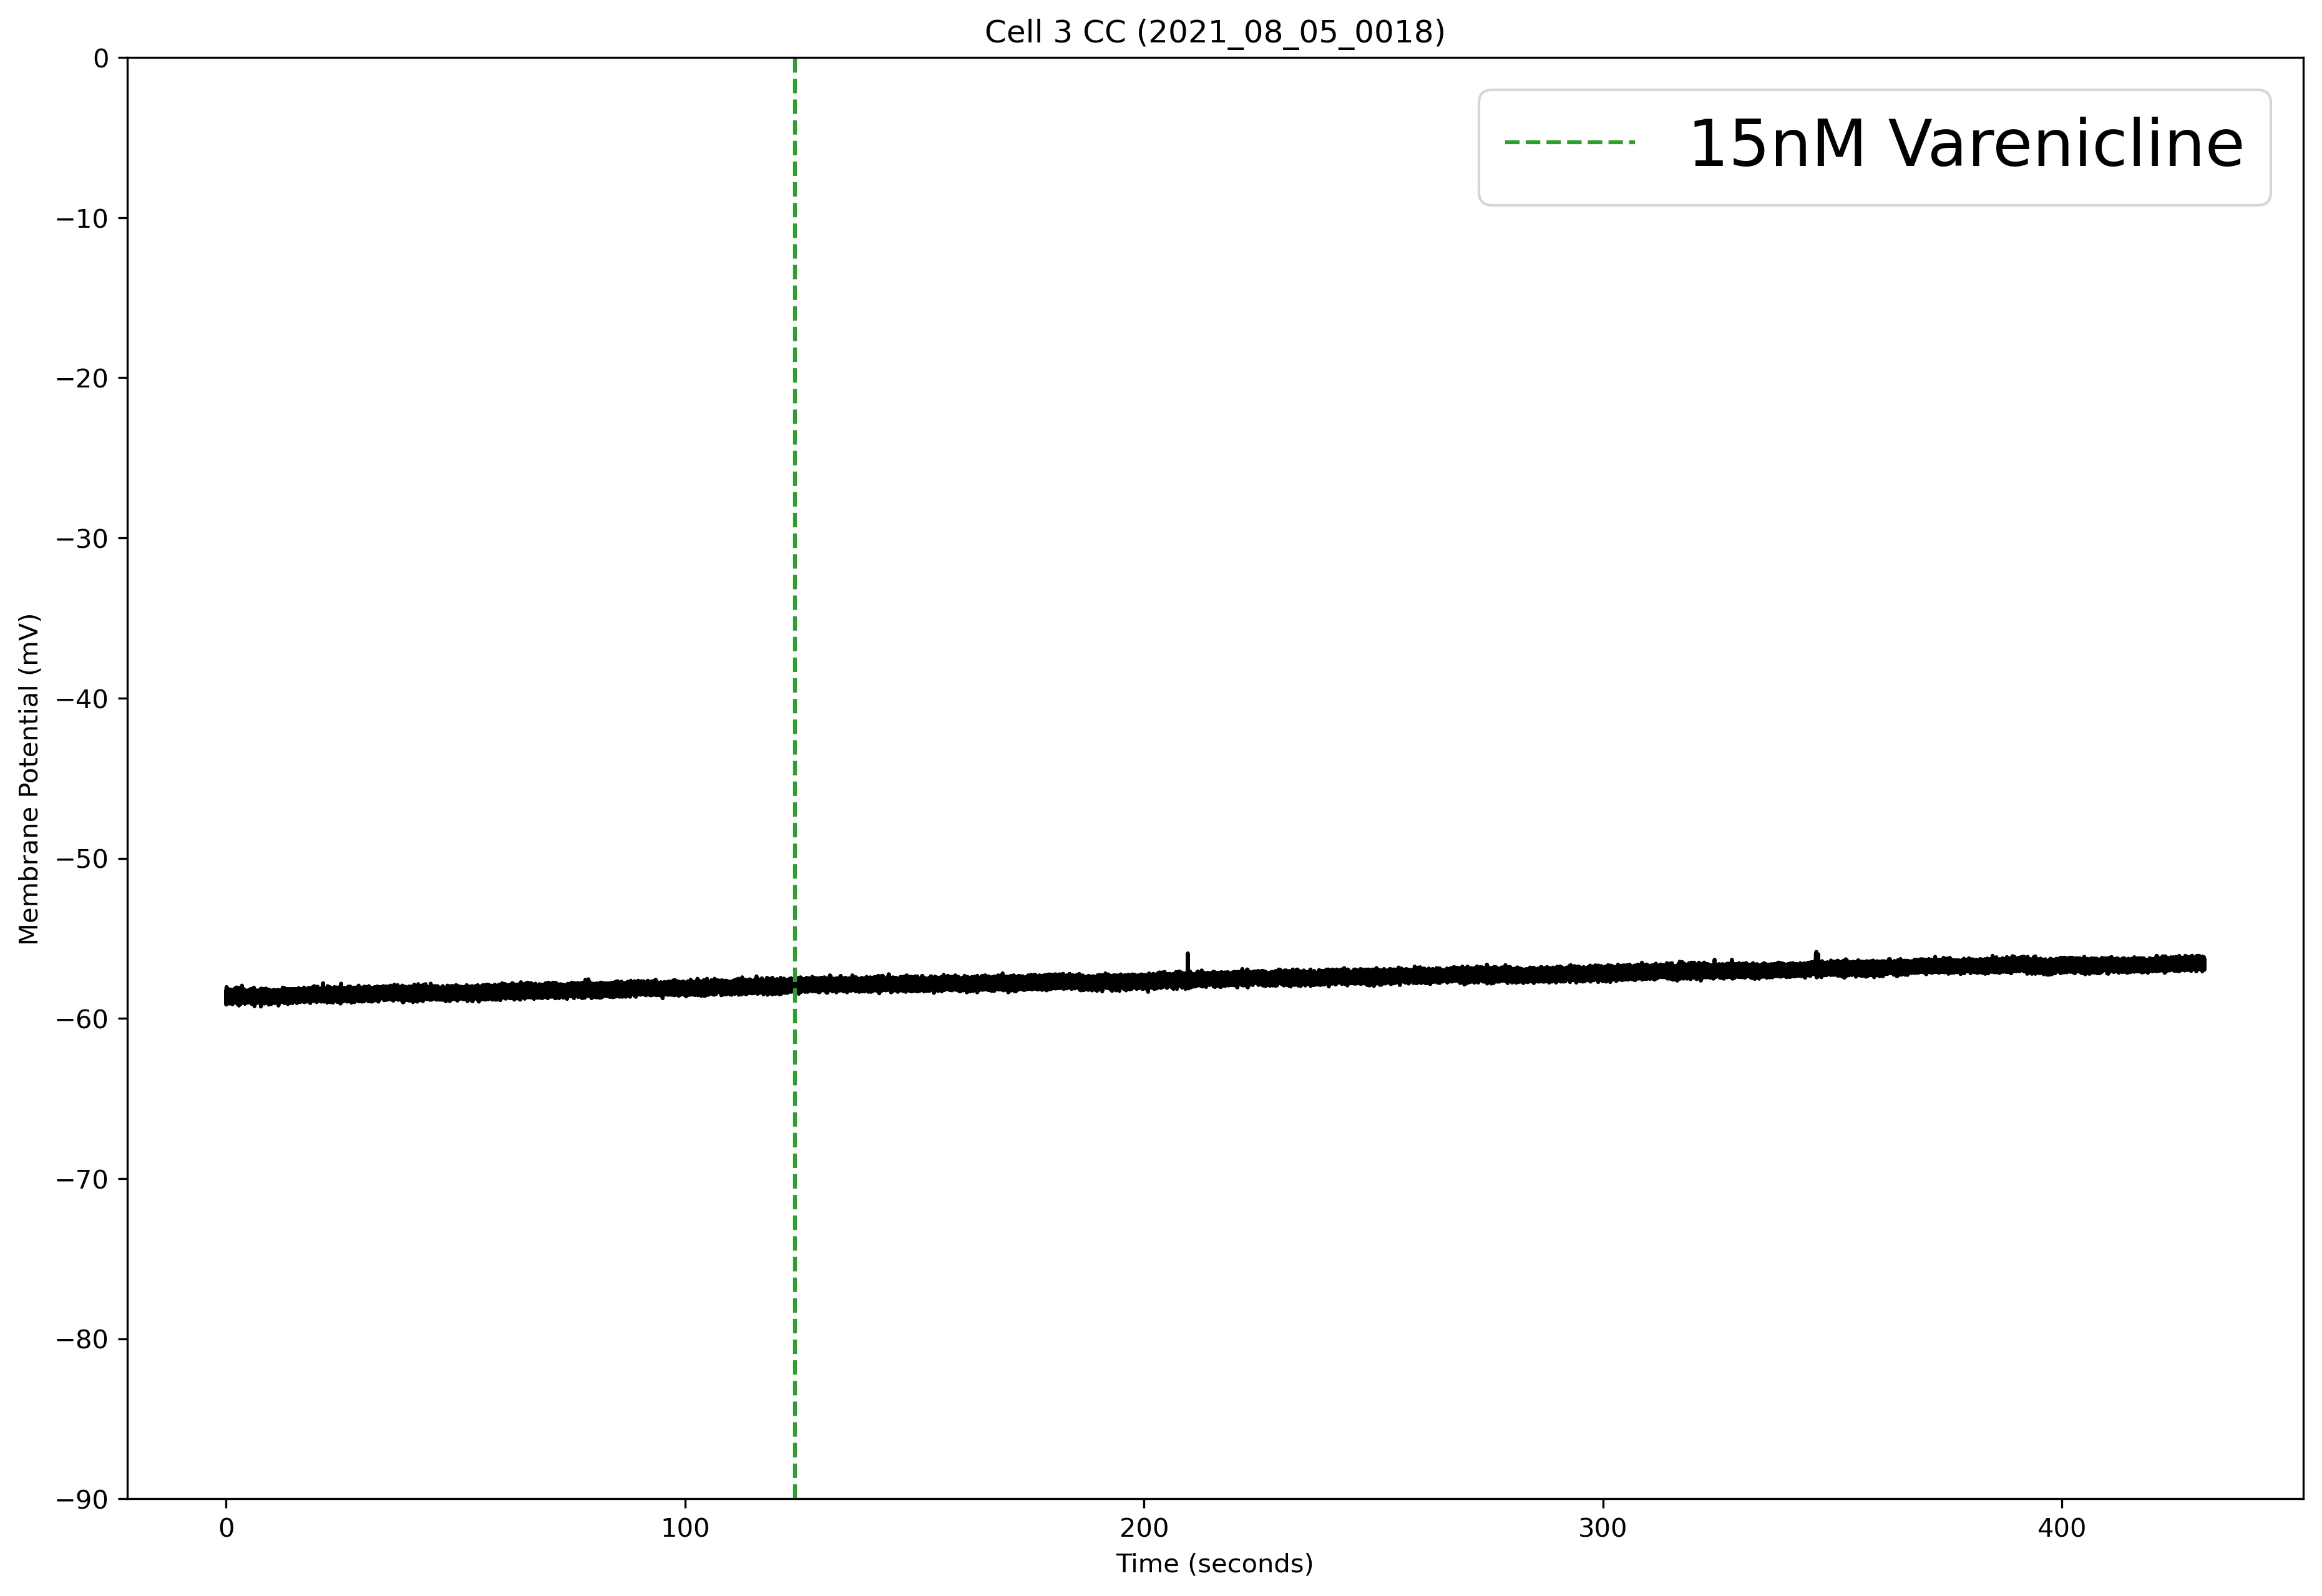 Cell 3 CC (2021_08_05_0018)
15nM Varenicline
Membrane Potential (mV)
0
−10
−20
−30
−40
−50
−60
−70
−80
−90
0 100 200 300 400
Time (seconds)